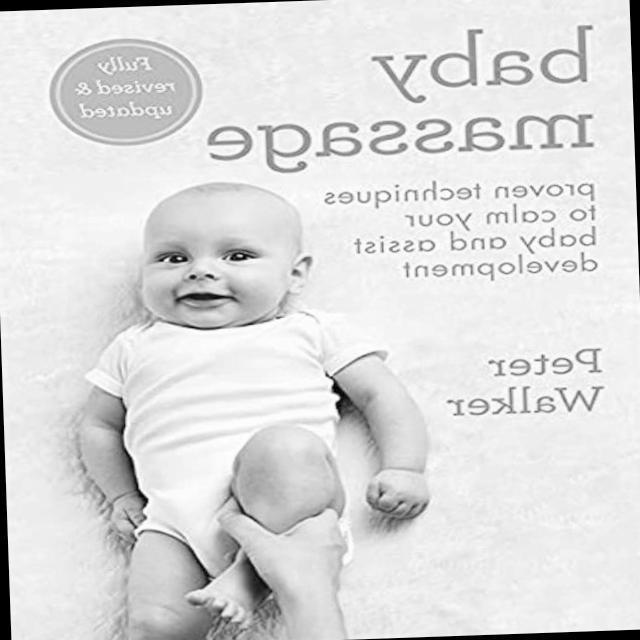 baby
massage
proven techniques
to calm your
baby and assist
development
Peter
Walker
Fully
revised &
updated